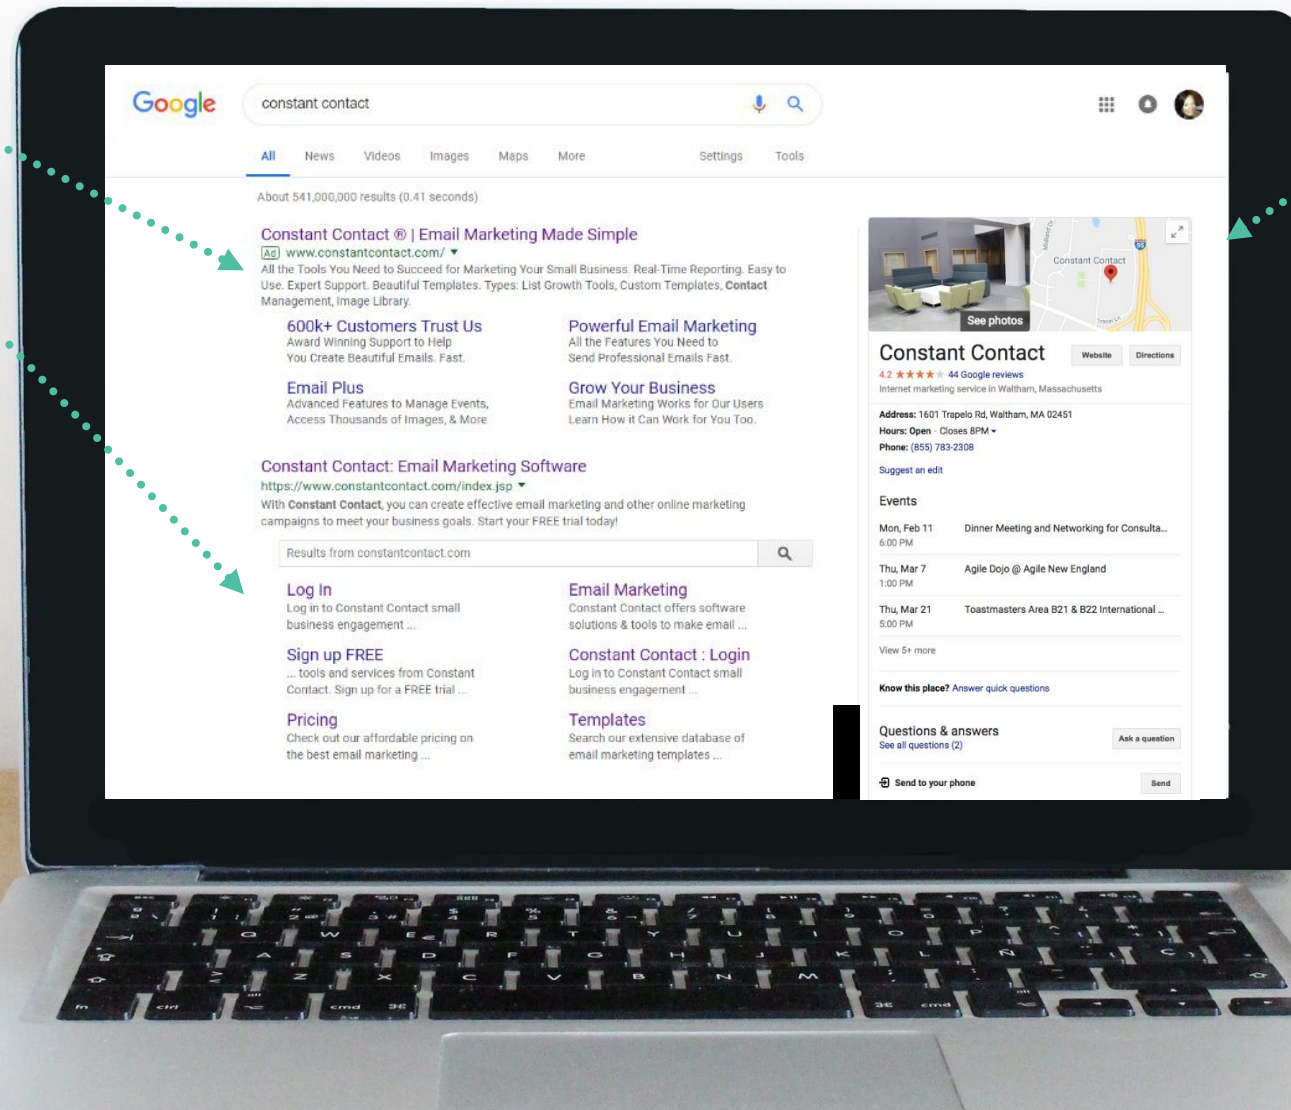 Google
constant contact
All News Videos Images Maps More Settings Tools
About 541,000,000 results (0.41 seconds)
Constant Contact ® | Email Marketing Made Simple
Ad www.constantcontact.com/
All the Tools You Need to Succeed for Marketing Your Small Business. Real-Time Reporting. Easy to
Use. Expert Support. Beautiful Templates. Types: List Growth Tools, Custom Templates, Contact
Management, Image Library.
600k+ Customers Trust Us
Award Winning Support to Help
You Create Beautiful Emails. Fast.
Powerful Email Marketing
All the Features You Need to
Send Professional Emails Fast.
Email Plus
Advanced Features to Manage Events,
Access Thousands of Images, & More
Grow Your Business
Email Marketing Works for Our Users
Learn How it Can Work for You Too.
Constant Contact: Email Marketing Software
https://www.constantcontact.com/index.jsp
With Constant Contact, you can create effective email marketing and other online marketing
campaigns to meet your business goals. Start your FREE trial today!
Results from constantcontact.com
Log In
Log in to Constant Contact small
business engagement ...
Email Marketing
Constant Contact offers software
solutions & tools to make email ...
Sign up FREE
... tools and services from Constant
Contact. Sign up for a FREE trial ...
Constant Contact : Login
Log in to Constant Contact small
business engagement ...
Pricing
Check out our affordable pricing on
the best email marketing ...
Templates
Search our extensive database of
email marketing templates ...
See photos
Constant Contact
95
Constant Contact
Website Directions
4.2 44 Google reviews
Internet marketing service in Waltham, Massachusetts
Address: 1601 Trapelo Rd, Waltham, MA 02451
Hours: Open · Closes 8PM
Phone: (855) 783-2308
Suggest an edit
Events
Mon, Feb 11 Dinner Meeting and Networking for Consulta...
6:00 PM
Thu, Mar 7 Agile Dojo @ Agile New England
1:00 PM
Thu, Mar 21 Toastmasters Area B21 & B22 International ...
5:00 PM
View 5+ more
Know this place? Answer quick questions
Questions & answers
See all questions (2)
Ask a question
Send to your phone
Send
Q W E R T Y U I O P
A S D F G H J K L Ñ
Z X C V B N M
fn ctrl alt cmd ⌘ ⌘ cmd alt